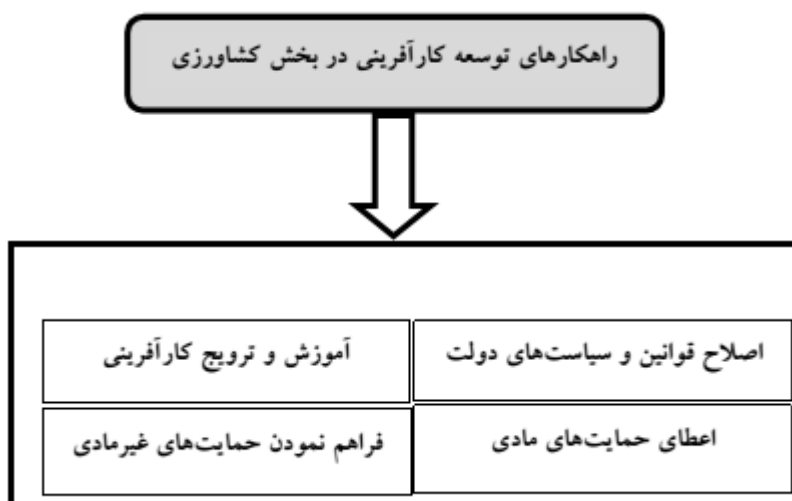 راهکارهای توسعه کارآفرینی در بخش کشاورزی
اصلاح قوانین و سیاست‌های دولت
آموزش و ترویج کارآفرینی
اعطای حمایت‌های مادی
فراهم نمودن حمایت‌های غیرمادی